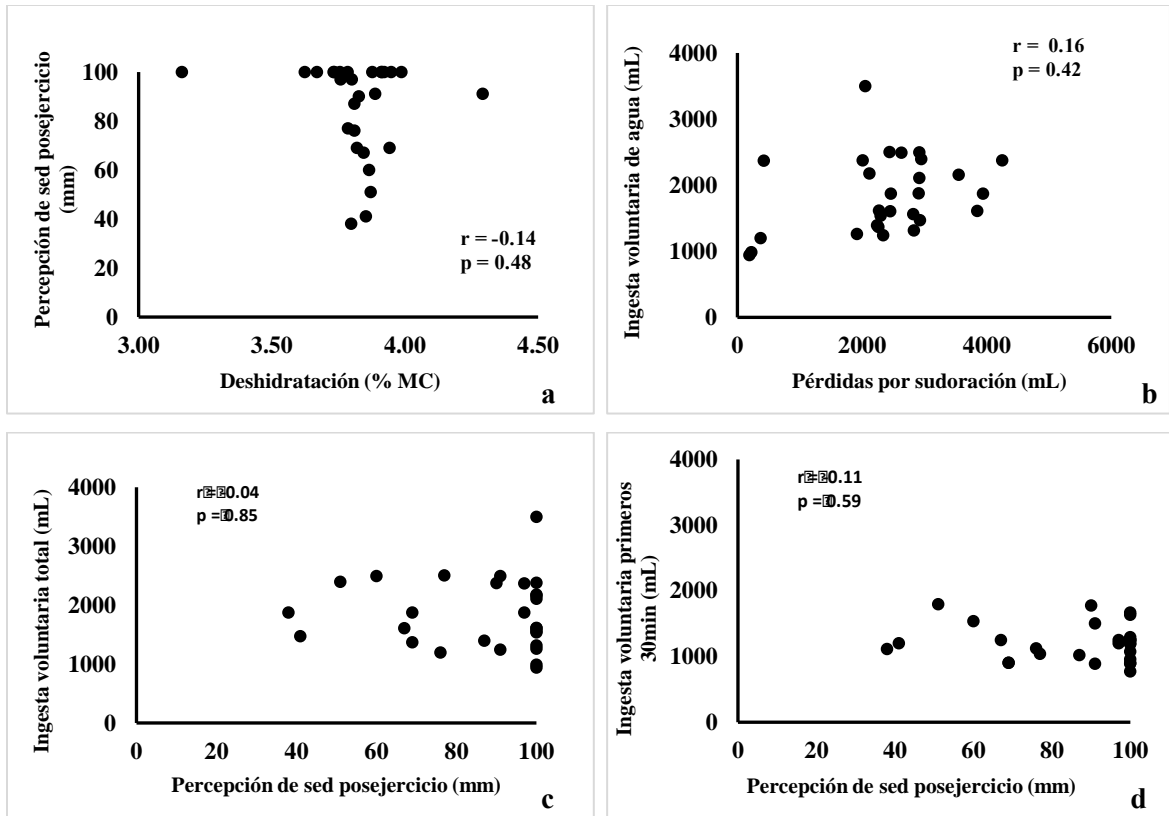 Percepción de sed posejercicio
(mm)
100
80
60
40
20
0
3.00
3.50
4.00
4.50
r = -0.14
p = 0.48
Deshidratación (% MC)
a
Ingesta voluntaria de agua (mL)
4000
3000
2000
1000
0
0
2000
4000
6000
r = 0.16
p = 0.42
Pérdidas por sudoración (mL)
b
Ingesta voluntaria total (mL)
4000
3000
2000
1000
0
0
20
40
60
80
100
0.04
p = 0.85
Percepción de sed posejercicio (mm)
c
Ingesta voluntaria primeros
30min (mL)
4000
3000
2000
1000
0
0
20
40
60
80
100
0.11
p = 0.59
Percepción de sed posejercicio (mm)
d